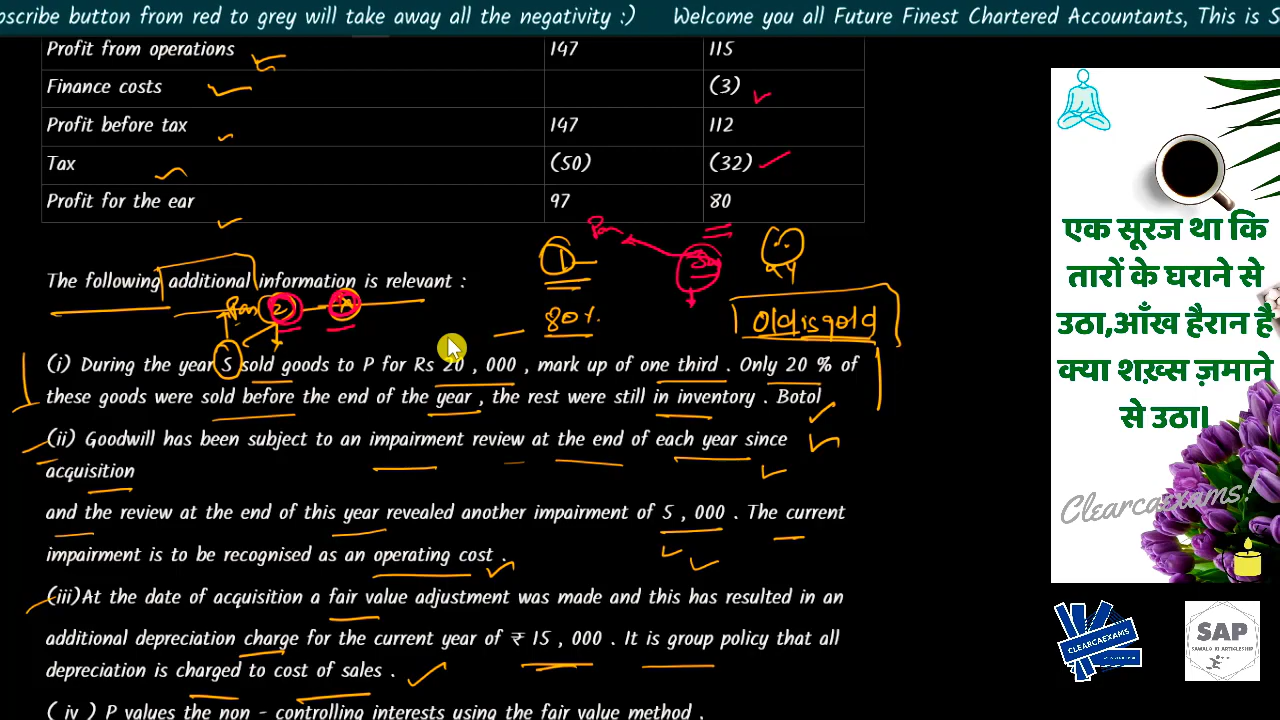 bscribe button from red to grey will take away all the negativity :) Welcome you all Future Finest Chartered Accountants, This is S
Profit from operations 147 115
Finance costs (3)
Profit before tax 147 112
Tax (50) (32)
Profit for the ear 97 80
The following additional information is relevant :
80%
Old is gold
(i) During the year S sold goods to P for Rs 20 , 000 , mark up of one third . Only 20 % of
these goods were sold before the end of the year , the rest were still in inventory . Botol
(ii) Goodwill has been subject to an impairment review at the end of each year since
acquisition
and the review at the end of this year revealed another impairment of 5 , 000 . The current
impairment is to be recognised as an operating cost .
(iii)At the date of acquisition a fair value adjustment was made and this has resulted in an
additional depreciation charge for the current year of ₹ 15 , 000 . It is group policy that all
depreciation is charged to cost of sales .
( iv ) P values the non - controlling interests using the fair value method .
एक सूरज था कि
तारों के घराने से
उठा,आँख हैरान है
क्या शख़्स ज़माने
से उठा।
Clearcaexams!
CLEARCAEXAMS
SAP
SAWALO KI ARTICLESHIP